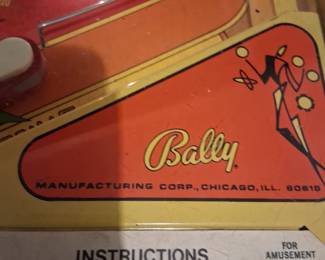 Bally
MANUFACTURING CORP., CHICAGO, ILL. 60618
INSTRUCTIONS
FOR
AMUSEMENT